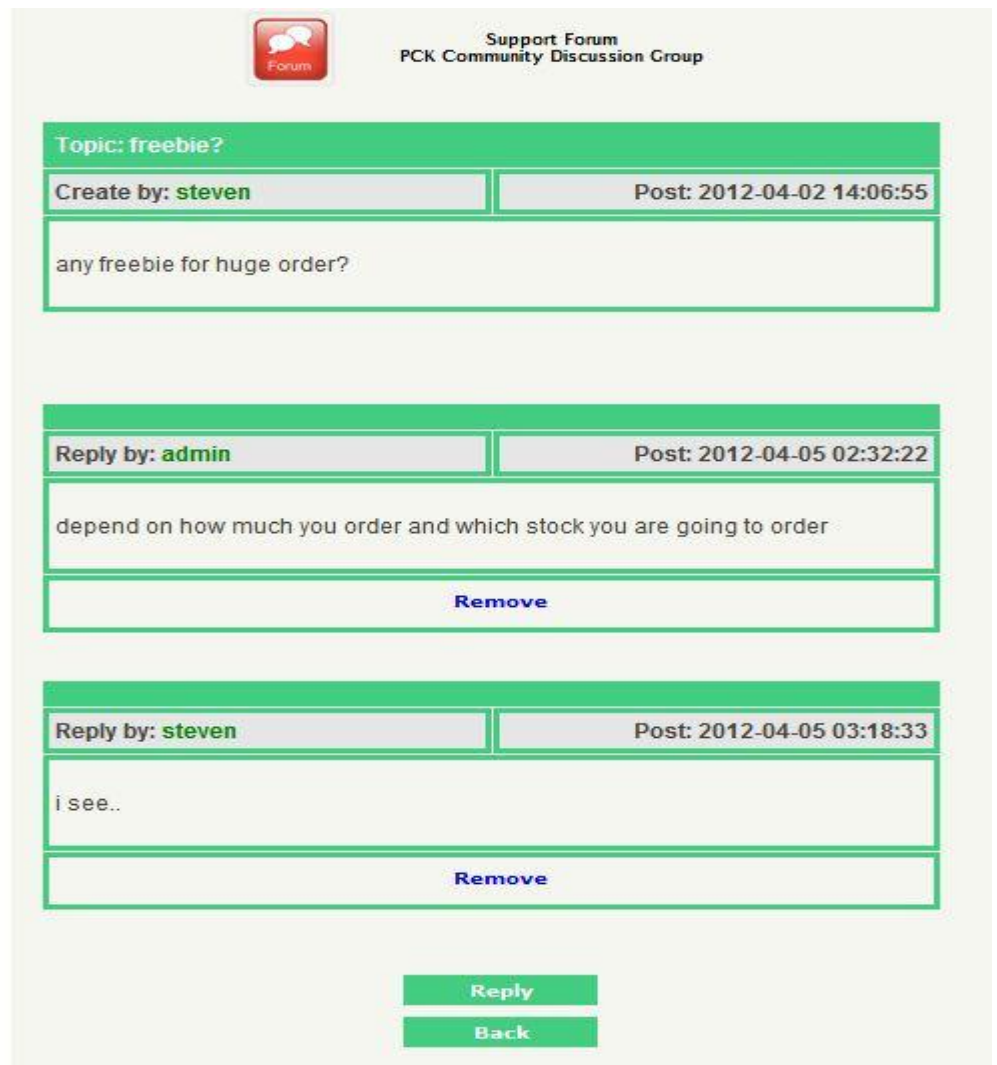 Forum
Support Forum
PCK Community Discussion Group
Topic: freebie?
Create by: steven
Post: 2012-04-02 14:06:55
any freebie for huge order?
Reply by: admin
Post: 2012-04-05 02:32:22
depend on how much you order and which stock you are going to order
Remove
Reply by: steven
Post: 2012-04-05 03:18:33
i see..
Remove
Reply
Back